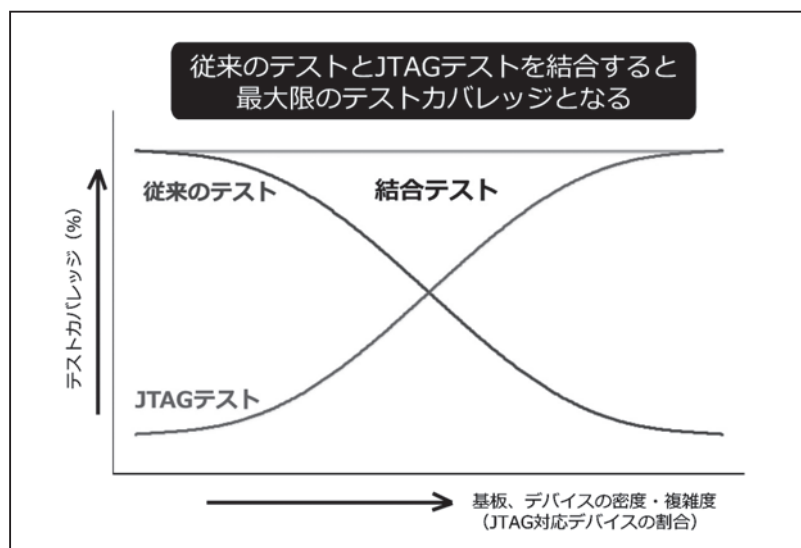 従来のテストとJTAGテストを結合すると
最大限のテストカバレッジとなる
従来のテスト
結合テスト
テストカバレッジ（%）
JTAGテスト
基板、デバイスの密度・複雑度
（JTAG対応デバイスの割合）